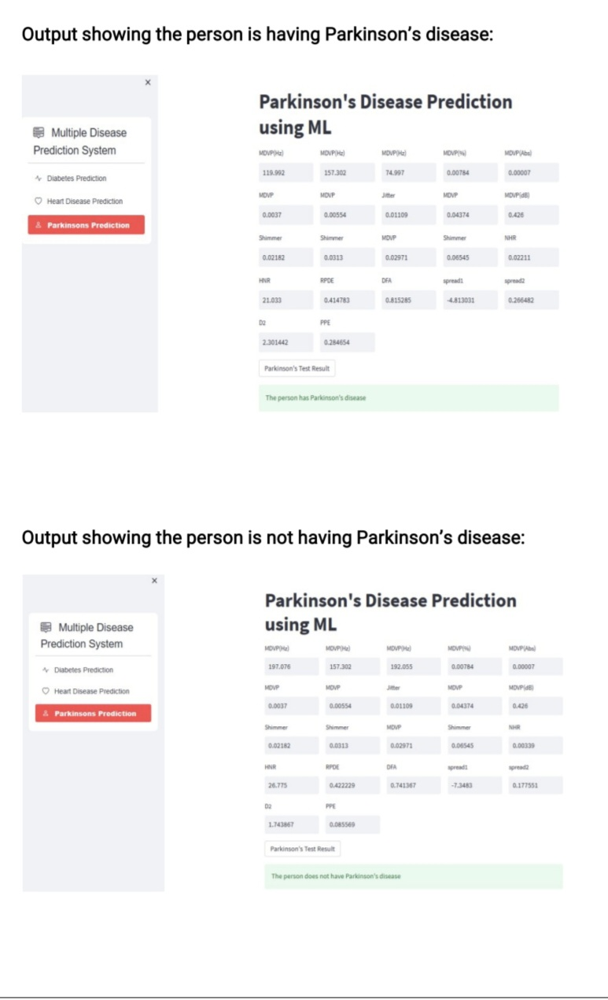 Output showing the person is having Parkinson’s disease:
×
Multiple Disease
Prediction System
Diabetes Prediction
Heart Disease Prediction
Parkinsons Prediction
Parkinson's Disease Prediction
using ML
MDVP(Hz) MDVP(Hz) MDVP(Hz) MDVP(%) MDVP(Abs)
119.992 157.302 74.997 0.00784 0.00007
MDVP MDVP Jitter MDVP MDVP(dB)
0.0037 0.00554 0.01109 0.04374 0.426
Shimmer Shimmer MDVP Shimmer NHR
0.02182 0.0313 0.02971 0.06545 0.02211
HNR RPDE DFA spread1 spread2
21.033 0.414783 0.815285 -4.813031 0.266482
D2 PPE
2.301442 0.284654
Parkinson's Test Result
The person has Parkinson's disease
Output showing the person is not having Parkinson’s disease:
×
Multiple Disease
Prediction System
Diabetes Prediction
Heart Disease Prediction
Parkinsons Prediction
Parkinson's Disease Prediction
using ML
MDVP(Hz) MDVP(Hz) MDVP(Hz) MDVP(%) MDVP(Abs)
197.076 157.302 192.055 0.00784 0.00007
MDVP MDVP Jitter MDVP MDVP(dB)
0.0037 0.00554 0.01109 0.04374 0.426
Shimmer Shimmer MDVP Shimmer NHR
0.02182 0.0313 0.02971 0.06545 0.00339
HNR RPDE DFA spread1 spread2
26.775 0.422229 0.741367 -7.3483 0.177551
D2 PPE
1.743867 0.085569
Parkinson's Test Result
The person does not have Parkinson's disease